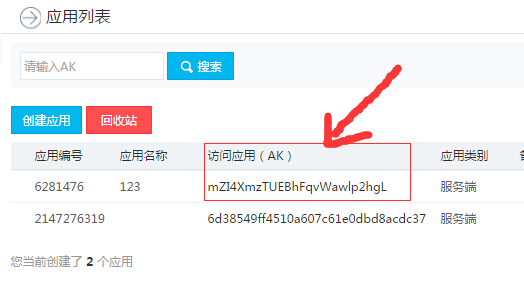 应用列表
请输入AK 搜索
创建应用 回收站
应用编号 应用名称 访问应用（AK） 应用类别
6281476 123 mZI4XmzTUEBhFqvWawlp2hgL 服务端
2147276319 6d38549ff4510a607c61e0dbd8acdc37 服务端
您当前创建了 2 个应用